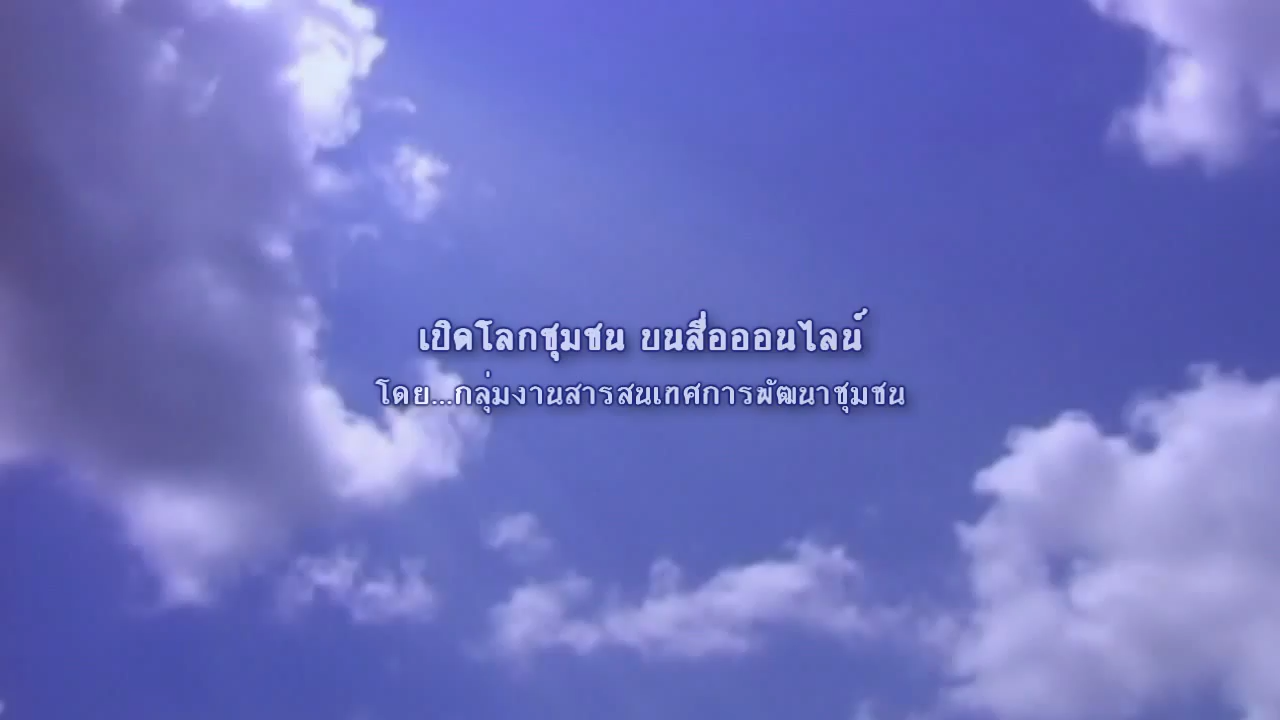 เปิดโลกชุมชน บนสื่อออนไลน์
โดย...กลุ่มงานสารสนเทศการพัฒนาชุมชน